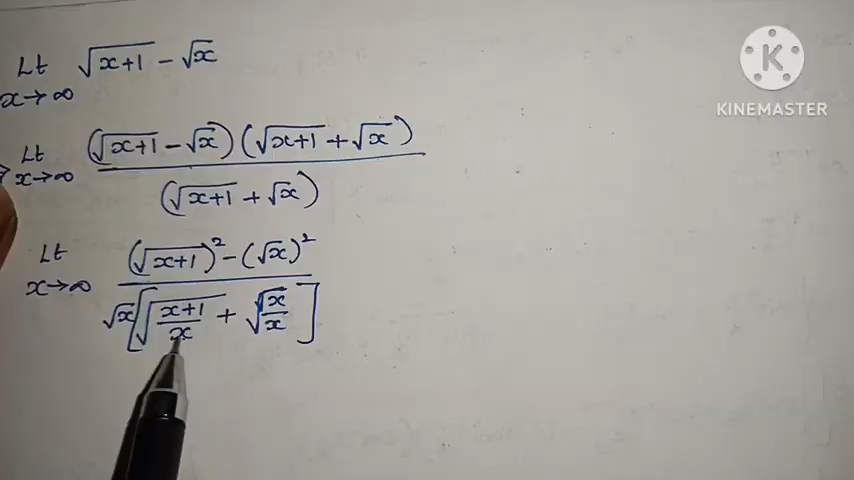 Lt √(x+1) - √x
x→∞
K
KINEMASTER
Lt (√(x+1) - √x) (√(x+1) + √x)
x→∞ (√(x+1) + √x)
Lt (√(x+1))² - (√x)²
x→∞ √x[√((x+1)/x) + √(x/x)]